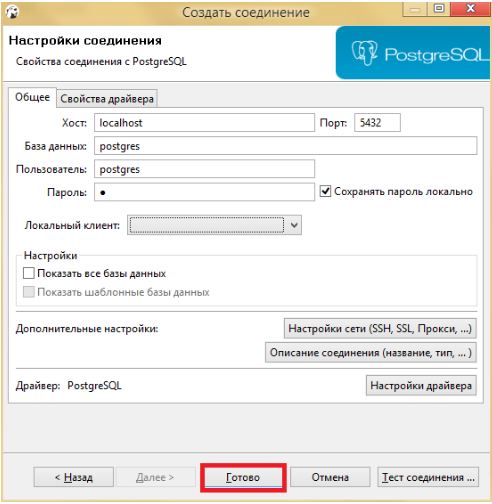 Создать соединение
Настройки соединения
Свойства соединения с PostgreSQL
PostgreSQL
Общее Свойства драйвера
Хост: localhost Порт: 5432
База данных: postgres
Пользователь: postgres
Пароль: ● Сохранять пароль локально
Локальный клиент:
Настройки
Показать все базы данных
Показать шаблонные базы данных
Дополнительные настройки: Настройки сети (SSH, SSL, Прокси, ...)
Описание соединения (название, тип, ... )
Драйвер: PostgreSQL Настройки драйвера
< Назад Далее > Готово Отмена Тест соединения ...